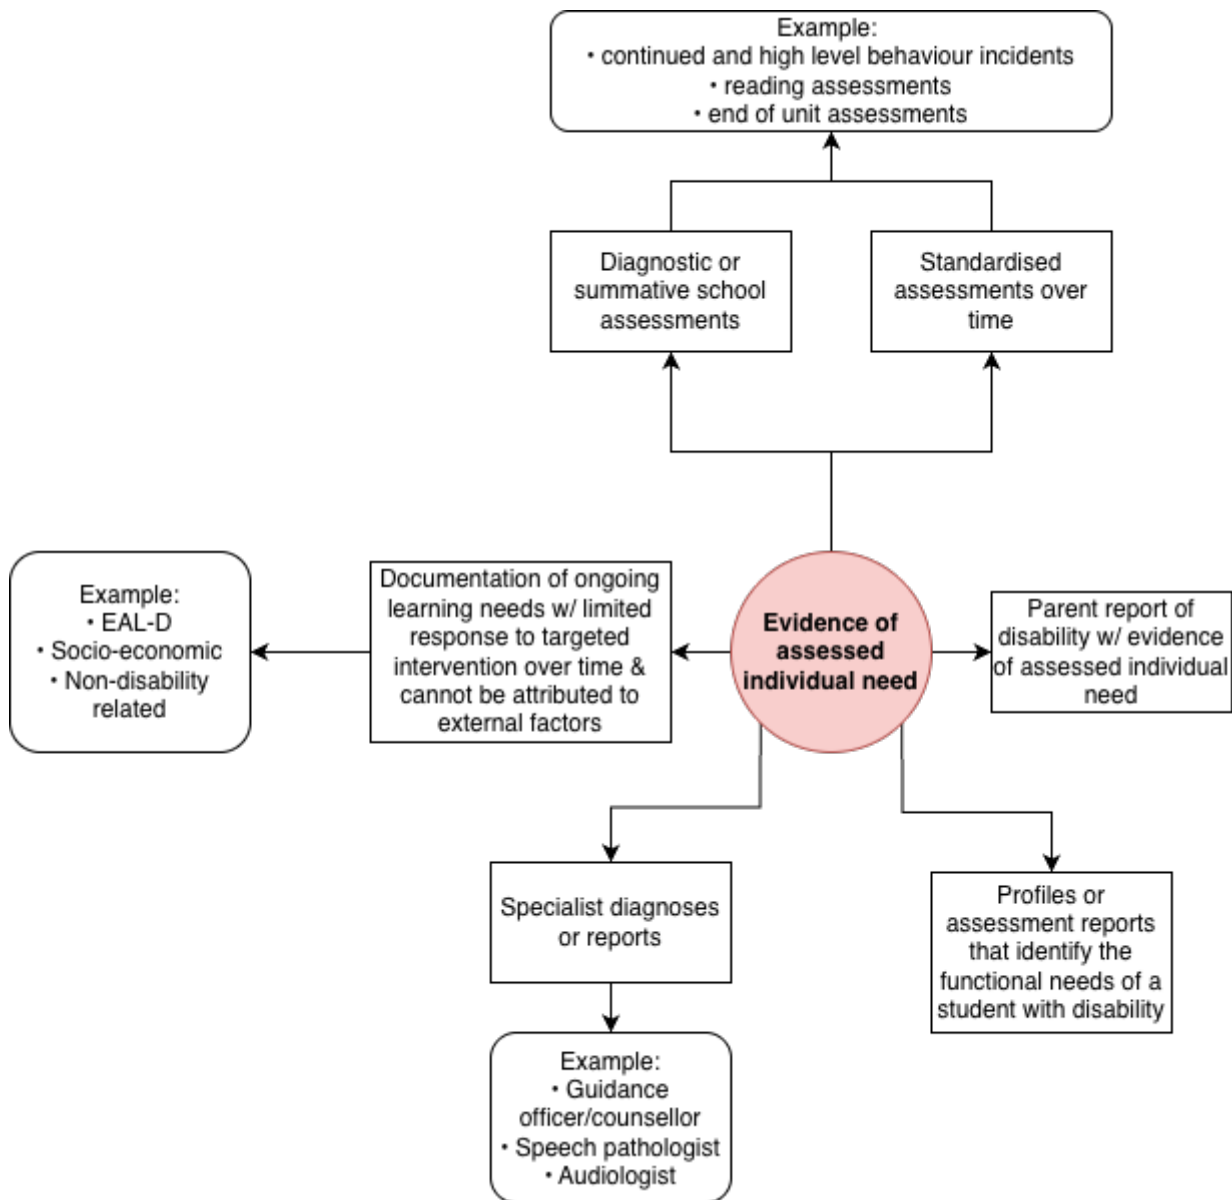 Example:
• continued and high level behaviour incidents
• reading assessments
• end of unit assessments
Diagnostic or
summative school
assessments
Standardised
assessments over
time
Example:
• EAL-D
• Socio-economic
• Non-disability
related
Documentation of ongoing
learning needs w/ limited
response to targeted
intervention over time &
cannot be attributed to
external factors
Evidence of
assessed
individual need
Parent report of
disability w/ evidence
of assessed individual
need
Specialist diagnoses
or reports
Profiles or
assessment reports
that identify the
functional needs of a
student with disability
Example:
• Guidance
officer/counsellor
• Speech pathologist
• Audiologist